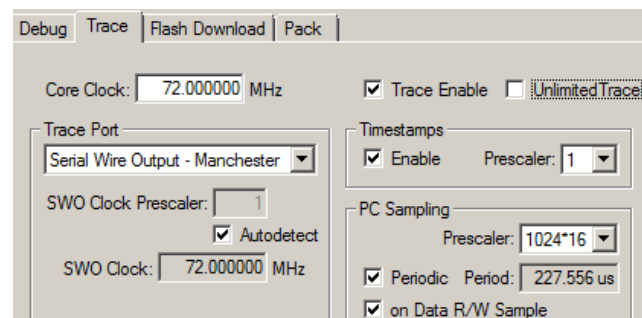 Debug Trace Flash Download Pack
Core Clock: 72.000000 MHz Trace Enable UnlimitedTrace
Trace Port Timestamps
Serial Wire Output - Manchester Enable Prescaler: 1
SWO Clock Prescaler: 1 PC Sampling
Autodetect Prescaler: 1024*16
SWO Clock: 72.000000 MHz Periodic Period: 227.556 us
on Data R/W Sample